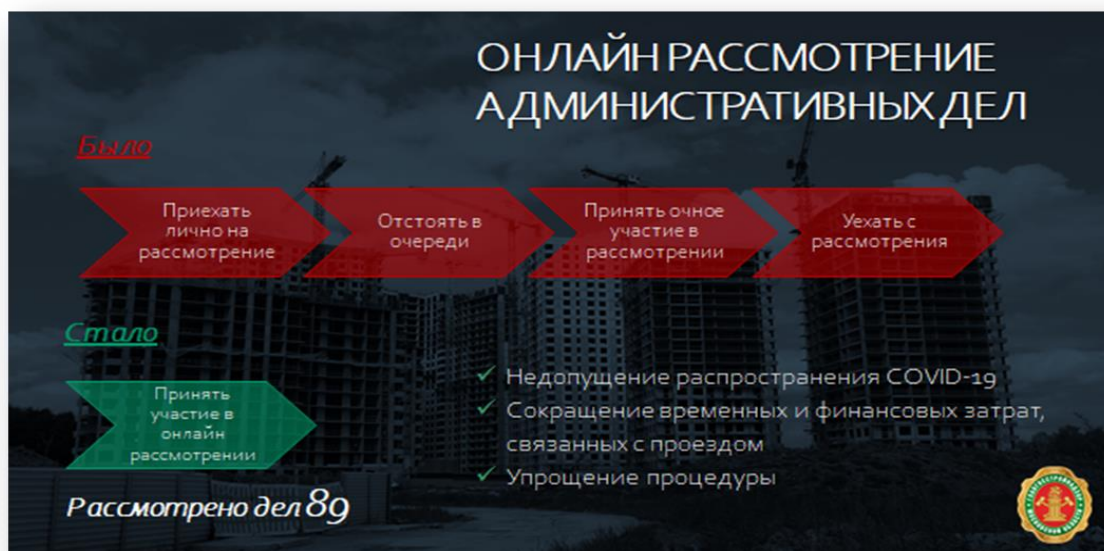 ОНЛАЙН РАССМОТРЕНИЕ
АДМИНИСТРАТИВНЫХ ДЕЛ
Было
Приехать
лично на
рассмотрение
Отстоять в
очереди
Принять очное
участие в
рассмотрении
Уехать с
рассмотрения
Стало
Принять
участие в
онлайн
рассмотрении
✓ Недопущение распространения COVID-19
✓ Сокращение временных и финансовых затрат,
связанных с проездом
✓ Упрощение процедуры
Рассмотрено дел 89